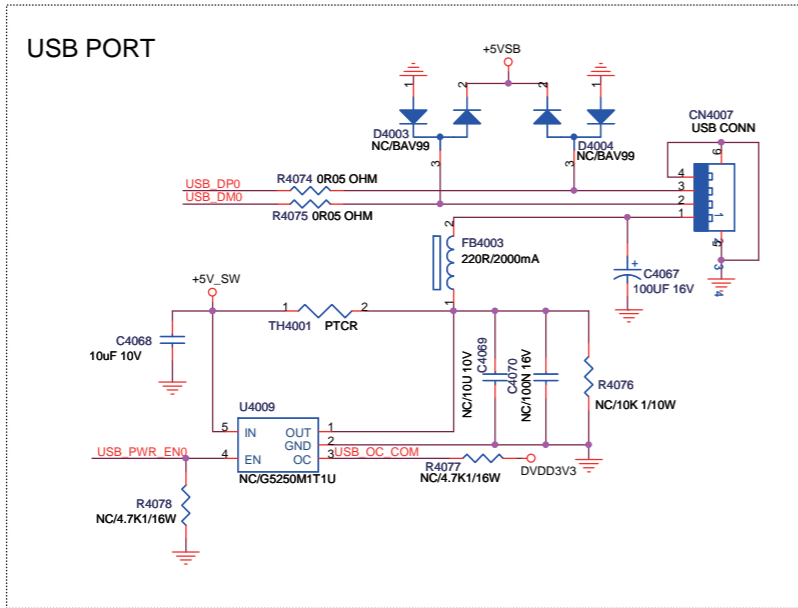 USB PORT
+5VSB
1
2
2
1
D4003
NC/BAV99
D4004
NC/BAV99
3
3
CN4007
USB CONN
6
4
3
2
1
1
5
3
4
USB_DP0
USB_DM0
R4074 0R05 OHM
R4075 0R05 OHM
2
FB4003
220R/2000mA
1
+
C4067
100UF 16V
+5V_SW
1
2
TH4001
PTCR
C4068
10uF 10V
C4069
NC/10U 10V
C4070
NC/100N 16V
R4076
NC/10K 1/10W
U4009
5
IN
OUT
1
GND
2
USB_PWR_EN0
4
EN
OC
3
USB_OC_COM
NC/G5250M1T1U
R4077
NC/4.7K1/16W
DVDD3V3
R4078
NC/4.7K1/16W